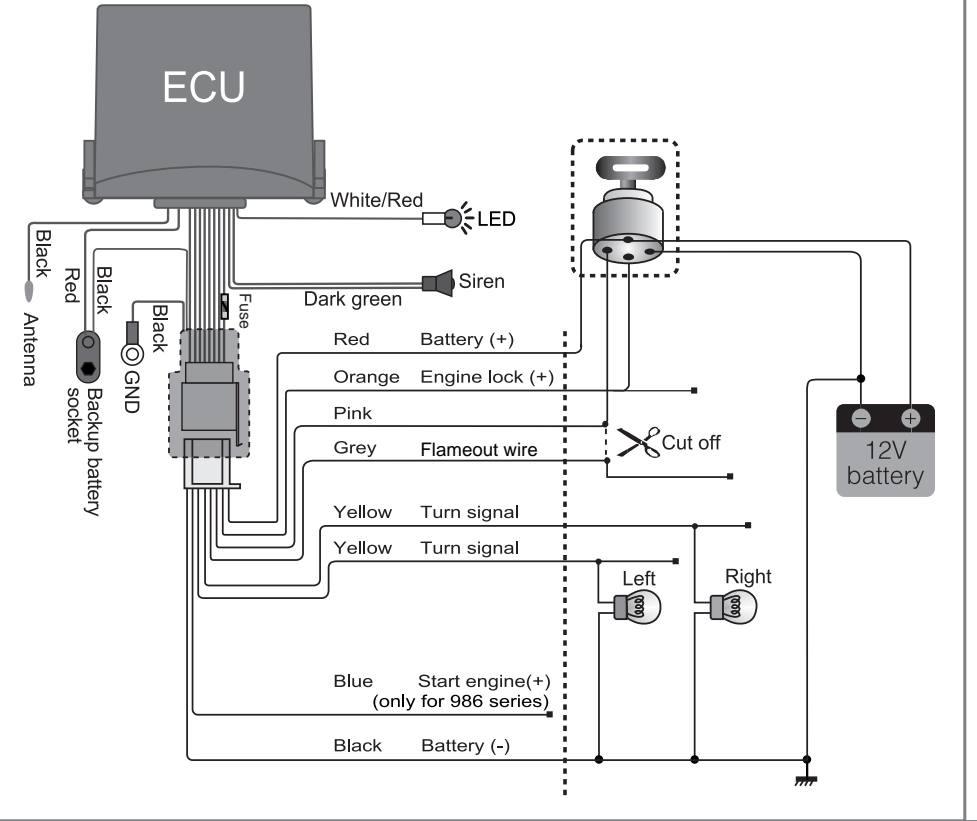 ECU
White/Red
LED
Siren
Dark green
Fuse
Black
Red
Black
Black
Antenna
Backup battery
socket
GND
Red Battery (+)
Orange Engine lock (+)
Pink
Grey Flameout wire
Cut off
12V
battery
Yellow Turn signal
Yellow Turn signal
Left
Right
Blue Start engine(+)
(only for 986 series)
Black Battery (-)